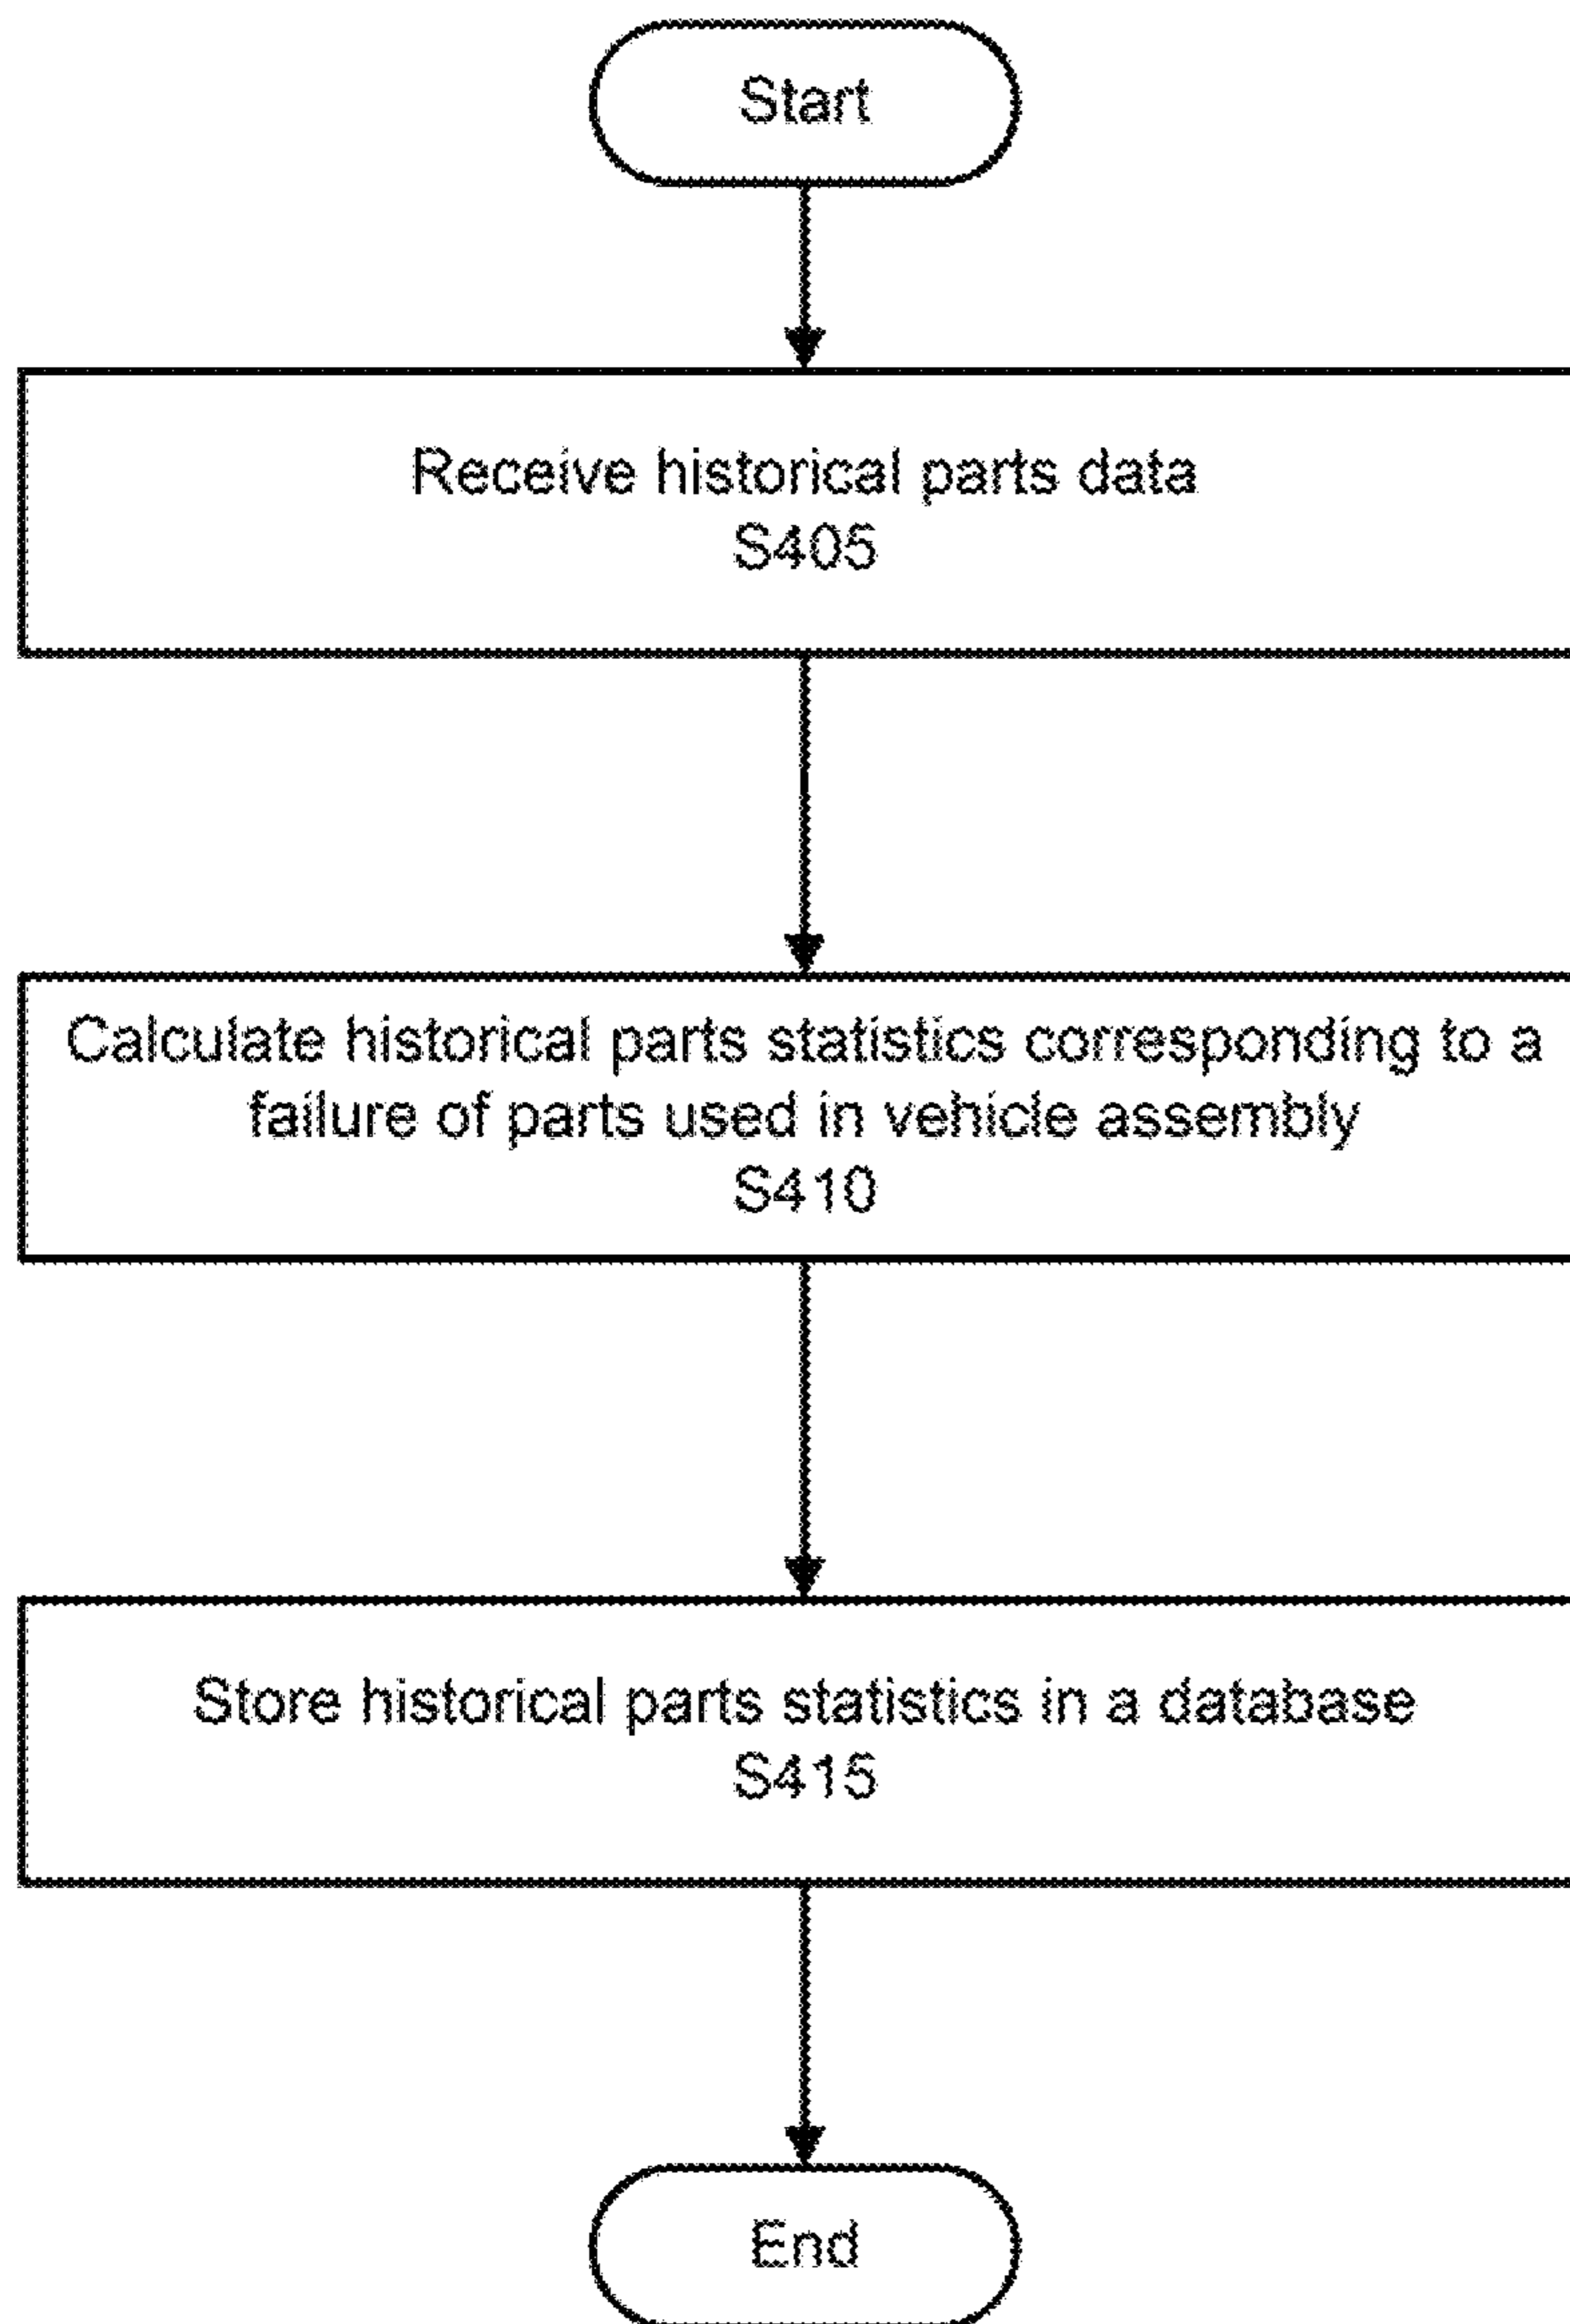 Start
Receive historical parts data
S405
Calculate historical parts statistics corresponding to a
failure of parts used in vehicle assembly
S410
Store historical parts statistics in a database
S415
End